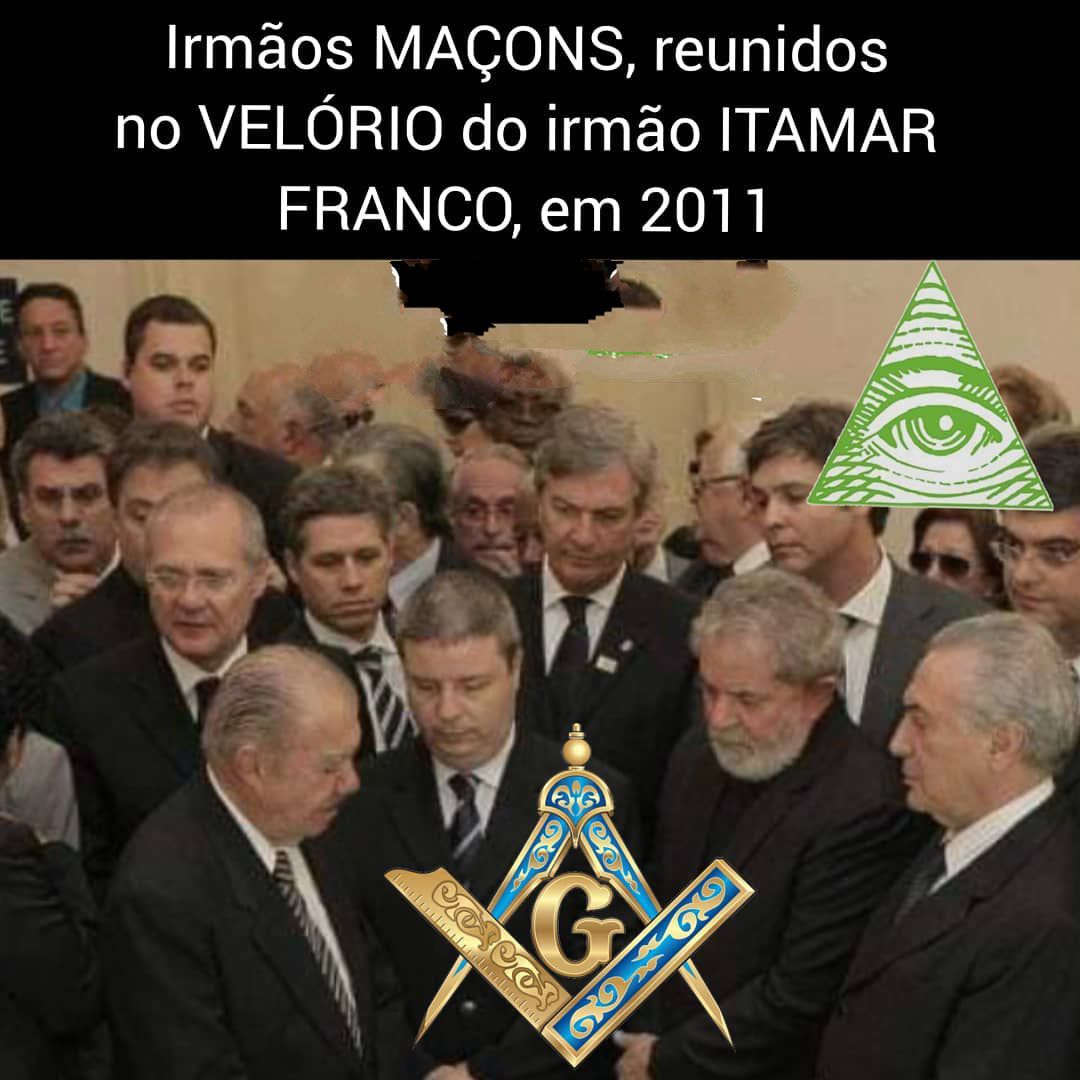 Irmãos MAÇONS, reunidos
no VELÓRIO do irmão ITAMAR
FRANCO, em 2011
E
E
G